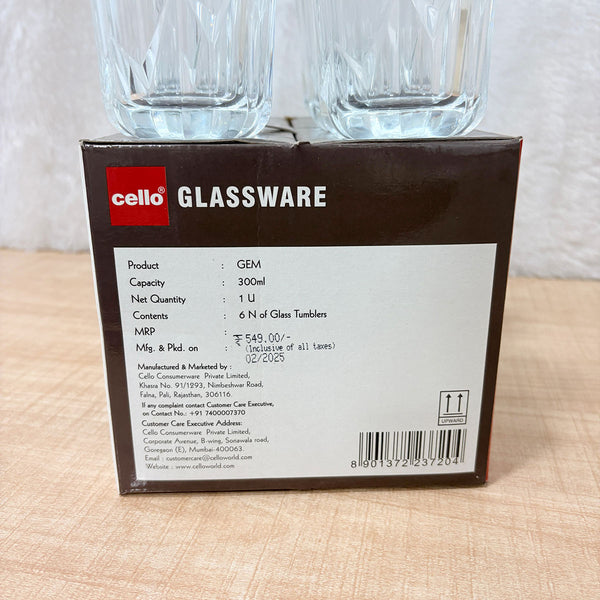 cello® GLASSWARE
Product : GEM
Capacity : 300ml
Net Quantity : 1 U
Contents : 6 N of Glass Tumblers
MRP : ₹ 549.00/-
(Inclusive of all taxes)
Mfg. & Pkd. on : 02/2025
Manufactured & Marketed by :
Cello Consumerware Private Limited,
Khasra No. 91/1293, Nimbeshwar Road,
Falna, Pali, Rajasthan, 306116.
If any complaint contact Customer Care Executive,
on Contact No.: +91 7400007370
Customer Care Executive Address:
Cello Consumerware Private Limited,
Corporate Avenue, B-wing, Sonawala road,
Goregaon (E), Mumbai-400063.
Email : customercare@celloworld.com
Website : www.celloworld.com
UPWARD
8 901372 237204